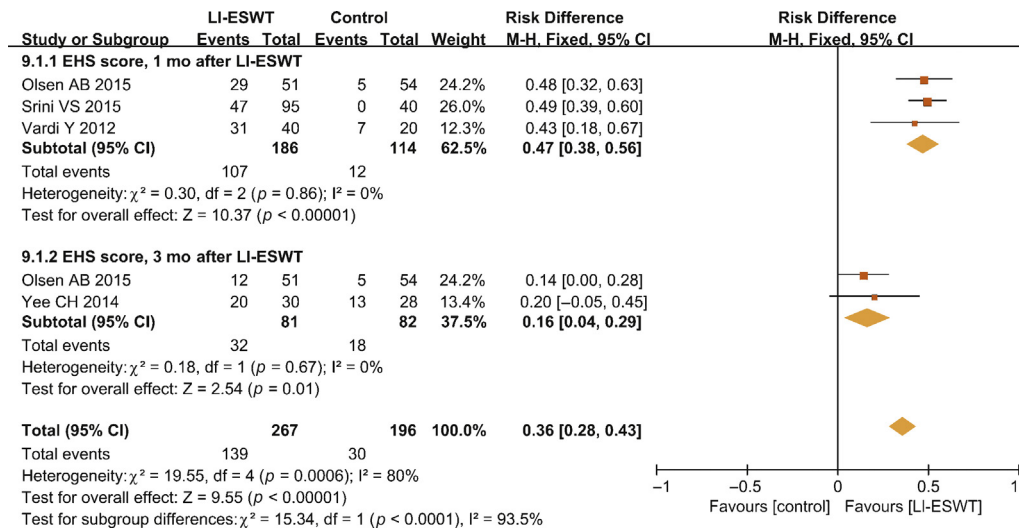 LI-ESWT Control Risk Difference Risk Difference
Study or Subgroup Events Total Events Total Weight M-H, Fixed, 95% CI M-H, Fixed, 95% CI
9.1.1 EHS score, 1 mo after LI-ESWT
Olsen AB 2015 29 51 5 54 24.2% 0.48 [0.32, 0.63]
Srini VS 2015 47 95 0 40 26.0% 0.49 [0.39, 0.60]
Vardi Y 2012 31 40 7 20 12.3% 0.43 [0.18, 0.67]
Subtotal (95% CI) 186 114 62.5% 0.47 [0.38, 0.56]
Total events 107 12
Heterogeneity: χ² = 0.30, df = 2 (p = 0.86); I² = 0%
Test for overall effect: Z = 10.37 (p < 0.00001)
9.1.2 EHS score, 3 mo after LI-ESWT
Olsen AB 2015 12 51 5 54 24.2% 0.14 [0.00, 0.28]
Yee CH 2014 20 30 13 28 13.4% 0.20 [−0.05, 0.45]
Subtotal (95% CI) 81 82 37.5% 0.16 [0.04, 0.29]
Total events 32 18
Heterogeneity: χ² = 0.18, df = 1 (p = 0.67); I² = 0%
Test for overall effect: Z = 2.54 (p = 0.01)
Total (95% CI) 267 196 100.0% 0.36 [0.28, 0.43]
Total events 139 30
Heterogeneity: χ² = 19.55, df = 4 (p = 0.0006); I² = 80%
Test for overall effect: Z = 9.55 (p < 0.00001)
Test for subgroup differences: χ² = 15.34, df = 1 (p < 0.0001), I² = 93.5%
−1 −0.5 0 0.5 1
Favours [control] Favours [LI-ESWT]